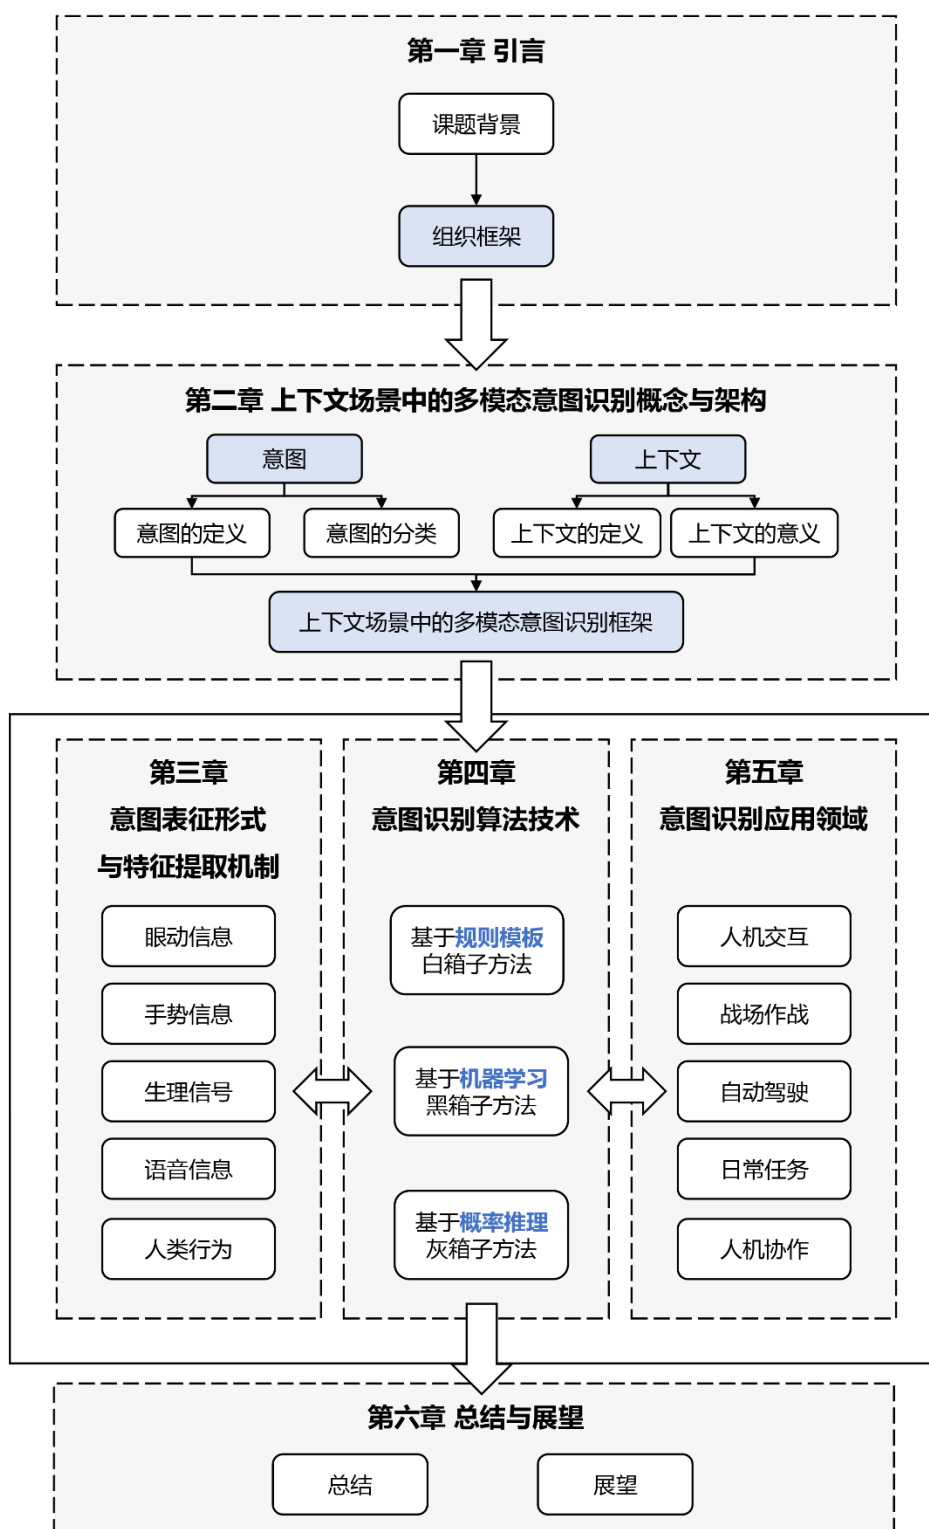 第一章 引言
课题背景
组织框架
第二章 上下文场景中的多模态意图识别概念与架构
意图
上下文
意图的定义
意图的分类
上下文的定义
上下文的意义
上下文场景中的多模态意图识别框架
第三章
意图表征形式
与特征提取机制
眼动信息
手势信息
生理信号
语音信息
人类行为
第四章
意图识别算法技术
基于规则模板
白箱子方法
基于机器学习
黑箱子方法
基于概率推理
灰箱子方法
第五章
意图识别应用领域
人机交互
战场作战
自动驾驶
日常任务
人机协作
第六章 总结与展望
总结
展望